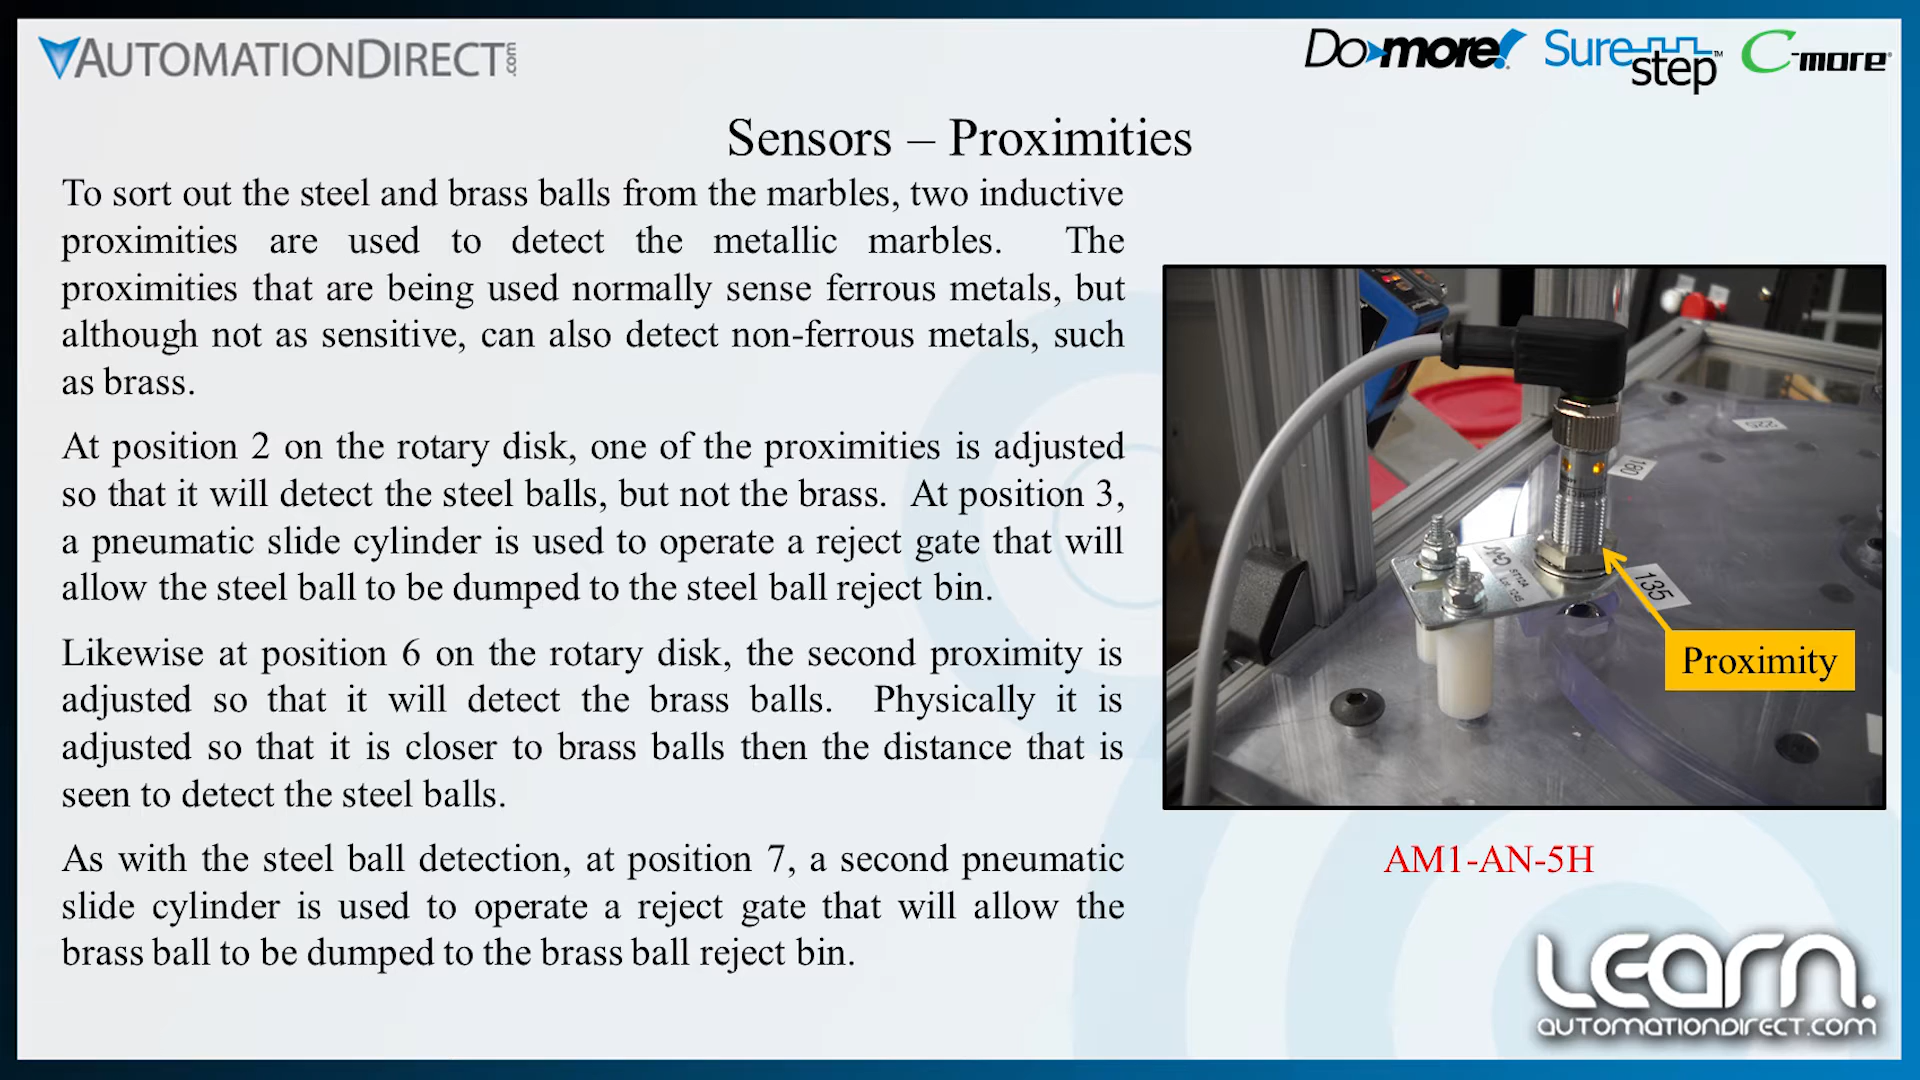 AUTOMATIONDIRECT.com
Do-more! SureStep™ C-more®
Sensors – Proximities
To sort out the steel and brass balls from the marbles, two inductive
proximities are used to detect the metallic marbles. The
proximities that are being used normally sense ferrous metals, but
although not as sensitive, can also detect non-ferrous metals, such
as brass.
At position 2 on the rotary disk, one of the proximities is adjusted
so that it will detect the steel balls, but not the brass. At position 3,
a pneumatic slide cylinder is used to operate a reject gate that will
allow the steel ball to be dumped to the steel ball reject bin.
Likewise at position 6 on the rotary disk, the second proximity is
adjusted so that it will detect the brass balls. Physically it is
adjusted so that it is closer to brass balls then the distance that is
seen to detect the steel balls.
As with the steel ball detection, at position 7, a second pneumatic
slide cylinder is used to operate a reject gate that will allow the
brass ball to be dumped to the brass ball reject bin.
225
180
135
ST12A
Proximity
AM1-AN-5H
LEARN.
AUTOMATIONDIRECT.COM